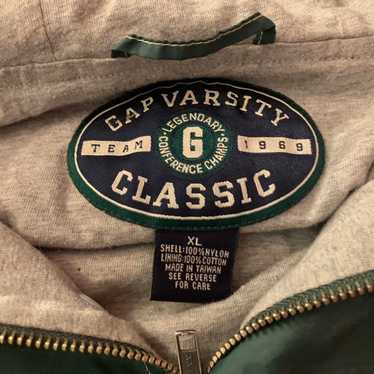 GAP VARSITY
LEGENDARY
TEAM G 1969
CONFERENCE CHAMPS
CLASSIC
XL
SHELL:100%NYLON
LINING:100%COTTON
MADE IN TAIWAN
SEE REVERSE
FOR CARE